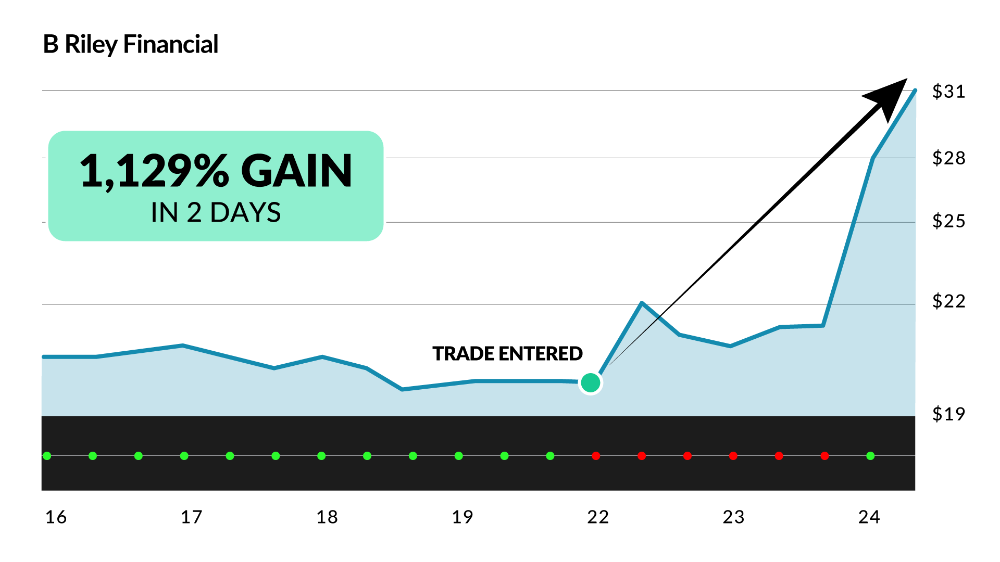 B Riley Financial
$31
1,129% GAIN
IN 2 DAYS
$28
$25
$22
TRADE ENTERED
$19
16 17 18 19 22 23 24